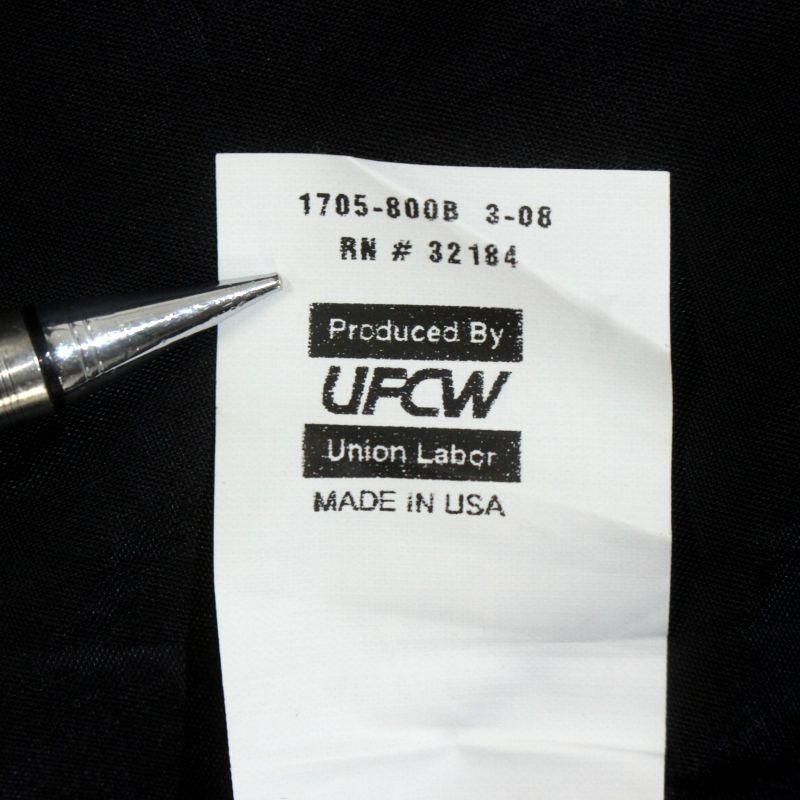 1705-800B 3-08
RN # 32184
Produced By
UFCW
Union Labor
MADE IN USA